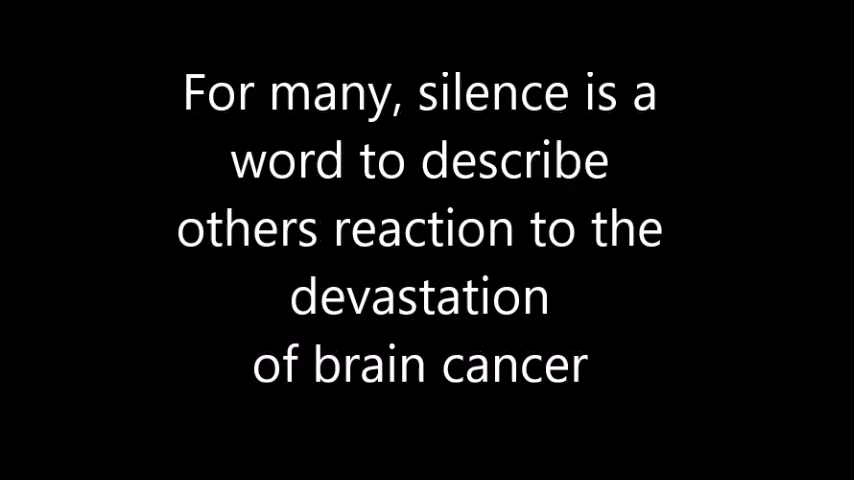 For many, silence is a
word to describe
others reaction to the
devastation
of brain cancer